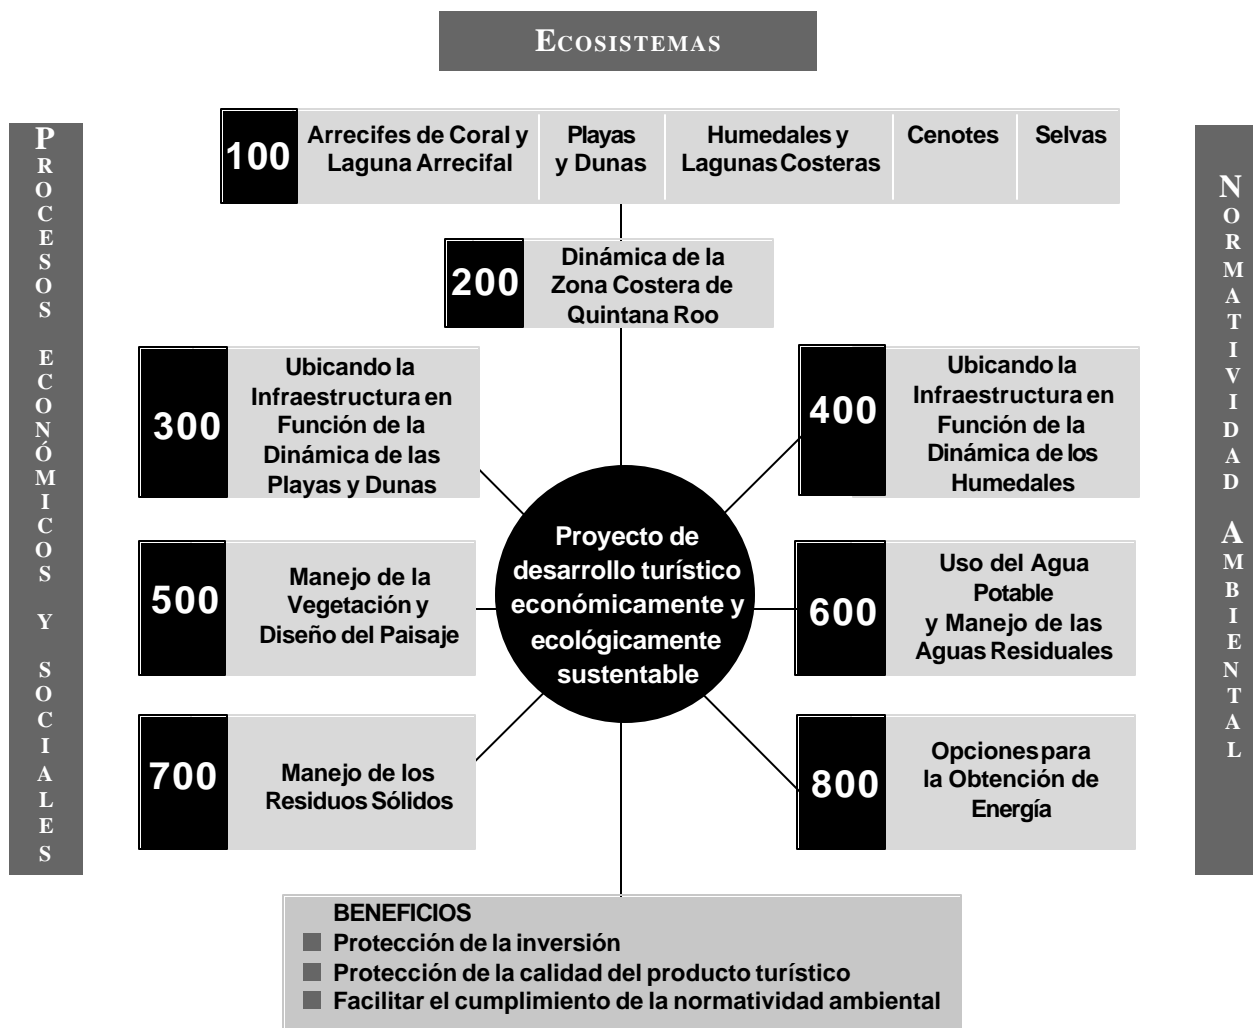 ECOSISTEMAS
PROCESOS ECONÓMICOS Y SOCIALES
NORMATIVIDAD AMBIENTAL
100
Arrecifes de Coral y
Laguna Arrecifal
Playas
y Dunas
Humedales y
Lagunas Costeras
Cenotes
Selvas
200
Dinámica de la
Zona Costera de
Quintana Roo
300
Ubicando la
Infraestructura en
Función de la
Dinámica de las
Playas y Dunas
400
Ubicando la
Infraestructura en
Función de la
Dinámica de los
Humedales
Proyecto de
desarrollo turístico
económicamente y
ecológicamente
sustentable
500
Manejo de la
Vegetación y
Diseño del Paisaje
600
Uso del Agua
Potable
y Manejo de las
Aguas Residuales
700
Manejo de los
Residuos Sólidos
800
Opciones para
la Obtención de
Energía
BENEFICIOS
Protección de la inversión
Protección de la calidad del producto turístico
Facilitar el cumplimiento de la normatividad ambiental